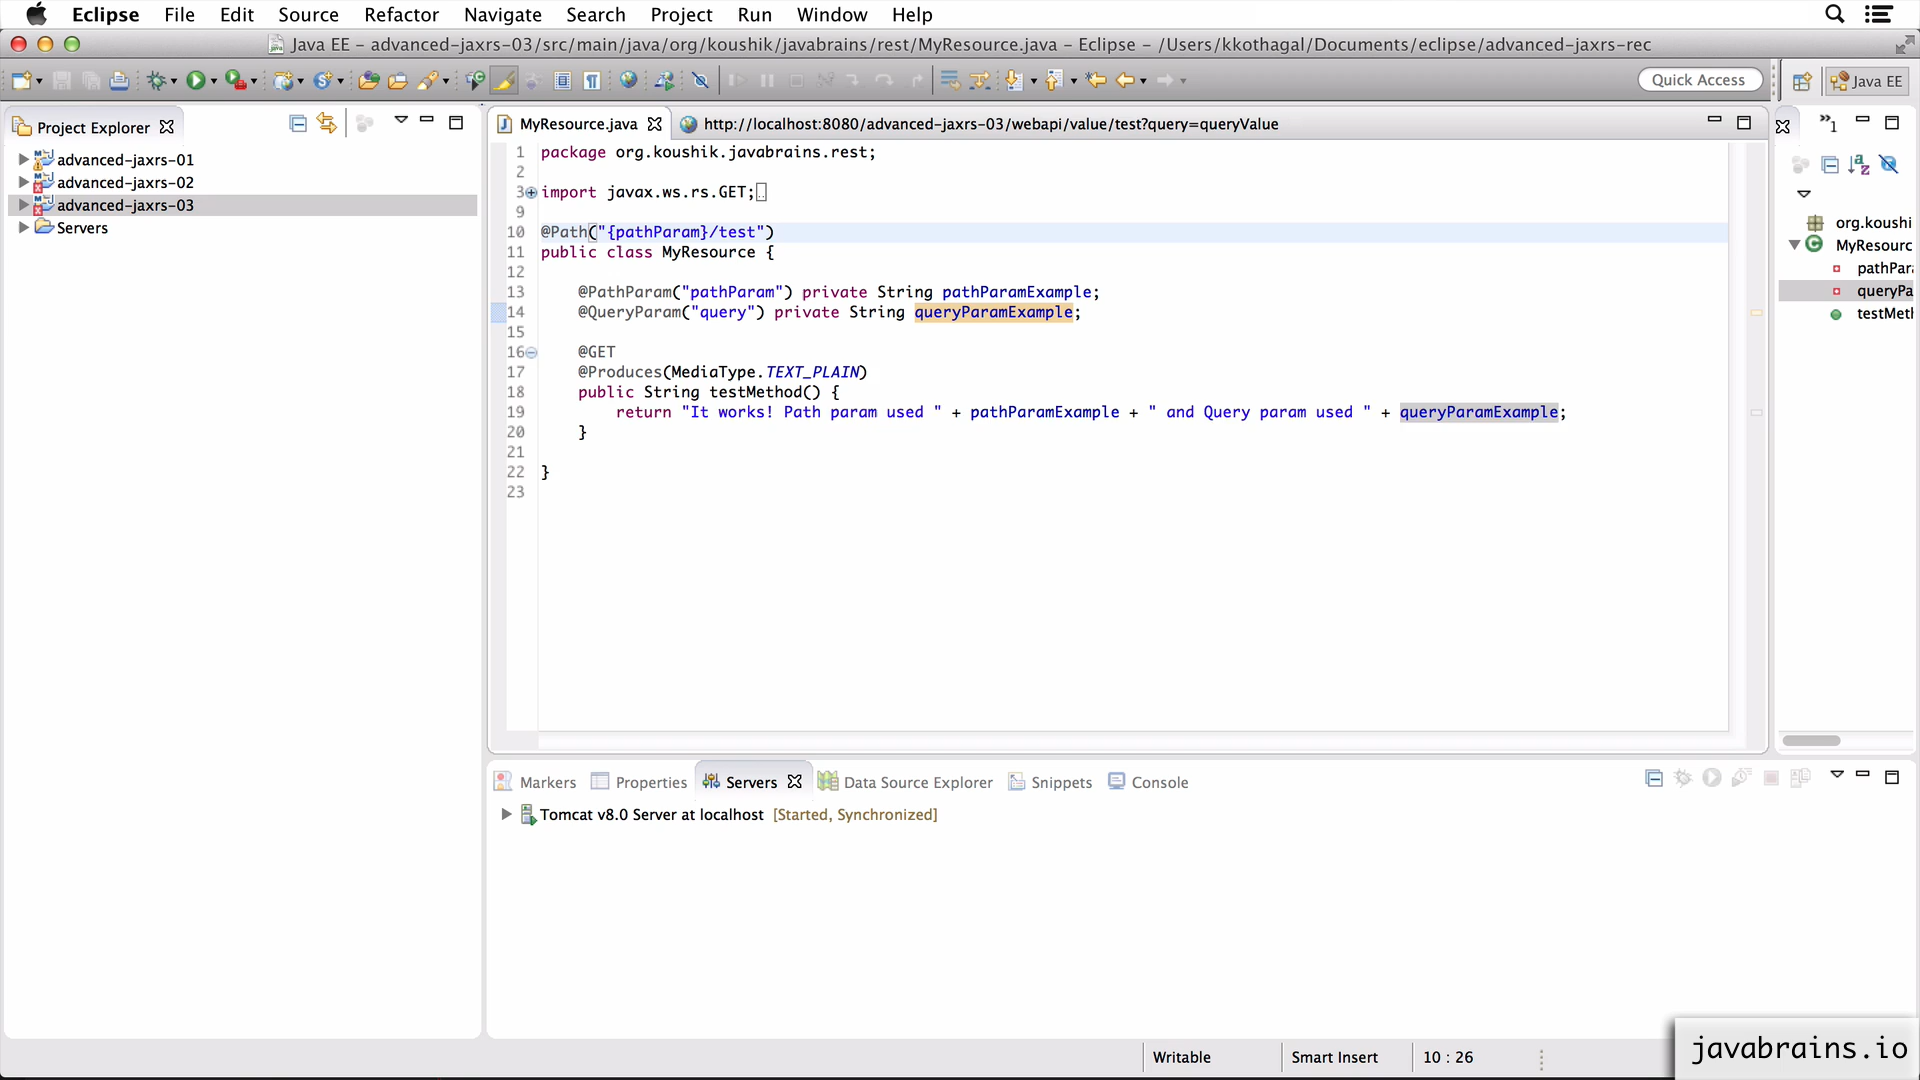 Eclipse File Edit Source Refactor Navigate Search Project Run Window Help
Java EE – advanced-jaxrs-03/src/main/java/org/koushik/javabrains/rest/MyResource.java – Eclipse – /Users/kkothagal/Documents/eclipse/advanced-jaxrs-rec
Quick Access
Java EE
Project Explorer
advanced-jaxrs-01
advanced-jaxrs-02
advanced-jaxrs-03
Servers
MyResource.java
http://localhost:8080/advanced-jaxrs-03/webapi/value/test?query=queryValue
1 package org.koushik.javabrains.rest;
2
3 import javax.ws.rs.GET;
9
10 @Path("{pathParam}/test")
11 public class MyResource {
12
13 @PathParam("pathParam") private String pathParamExample;
14 @QueryParam("query") private String queryParamExample;
15
16 @GET
17 @Produces(MediaType.TEXT_PLAIN)
18 public String testMethod() {
19 return "It works! Path param used " + pathParamExample + " and Query param used " + queryParamExample;
20 }
21
22 }
23
»1
org.koushi
MyResourc
pathPar
queryPa
testMetl
Markers Properties Servers Data Source Explorer Snippets Console
Tomcat v8.0 Server at localhost [Started, Synchronized]
Writable Smart Insert 10 : 26
javabrains.io